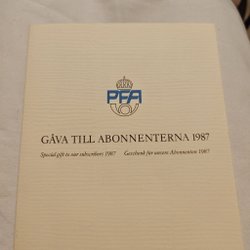 PFA
GÅVA TILL ABONNENTERNA 1987
Special gift to our subscribers 1987 Geschenk für unsere Abonnenten 1987